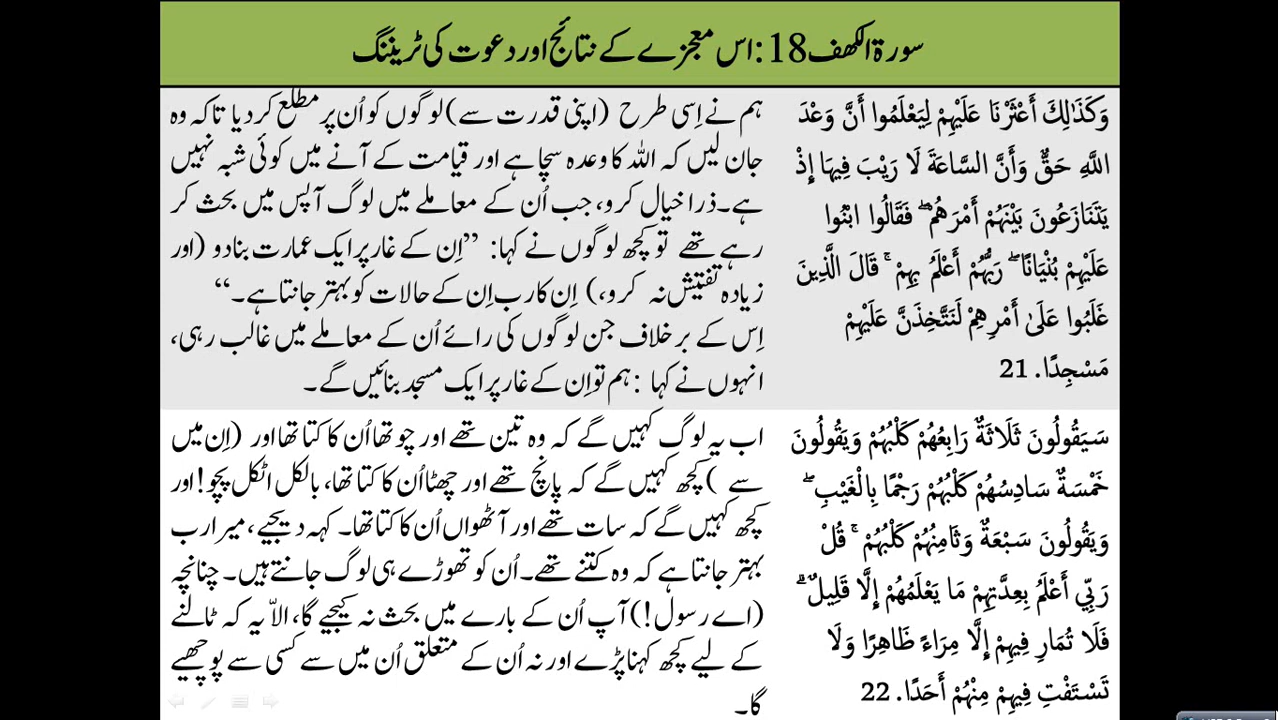 سورۃ الکھف 18: اس معجزے کے نتائج اور دعوت کی ٹریننگ
وَكَذَٰلِكَ أَعْثَرْنَا عَلَيْهِمْ لِيَعْلَمُوا أَنَّ وَعْدَ
اللَّهِ حَقٌّ وَأَنَّ السَّاعَةَ لَا رَيْبَ فِيهَا إِذْ
يَتَنَازَعُونَ بَيْنَهُمْ أَمْرَهُمْ ۖ فَقَالُوا ابْنُوا
عَلَيْهِمْ بُنْيَانًا ۖ رَبُّهُمْ أَعْلَمُ بِهِمْ ۚ قَالَ الَّذِينَ
غَلَبُوا عَلَىٰ أَمْرِهِمْ لَنَتَّخِذَنَّ عَلَيْهِمْ
مَسْجِدًا. 21
ہم نے اِسی طرح (اپنی قدرت سے) لوگوں کو اُن پر مطلع کر دیا تاکہ وہ
جان لیں کہ اللہ کا وعدہ سچا ہے اور قیامت کے آنے میں کوئی شبہ نہیں
ہے۔ ذرا خیال کرو، جب اُن کے معاملے میں لوگ آپس میں بحث کر
رہے تھے تو کچھ لوگوں نے کہا: ”اِن کے غار پر ایک عمارت بنا دو (اور
زیادہ تفتیش نہ کرو،) اِن کا رب اِن کے حالات کو بہتر جانتا ہے۔“
اِس کے برخلاف جن لوگوں کی رائے اُن کے معاملے میں غالب رہی،
انہوں نے کہا: ہم تو اِن کے غار پر ایک مسجد بنائیں گے۔
سَيَقُولُونَ ثَلَاثَةٌ رَابِعُهُمْ كَلْبُهُمْ وَيَقُولُونَ
خَمْسَةٌ سَادِسُهُمْ كَلْبُهُمْ رَجْمًا بِالْغَيْبِ ۖ
وَيَقُولُونَ سَبْعَةٌ وَثَامِنُهُمْ كَلْبُهُمْ ۚ قُلْ
رَبِّي أَعْلَمُ بِعِدَّتِهِمْ مَا يَعْلَمُهُمْ إِلَّا قَلِيلٌ ۗ
فَلَا تُمَارِ فِيهِمْ إِلَّا مِرَاءً ظَاهِرًا وَلَا
تَسْتَفْتِ فِيهِمْ مِنْهُمْ أَحَدًا. 22
اب یہ لوگ کہیں گے کہ وہ تین تھے اور چوتھا اُن کا کتا تھا اور (اِن میں
سے ) کچھ کہیں گے کہ پانچ تھے اور چھٹا اُن کا کتا تھا، بالکل اٹکل پچو! اور
کچھ کہیں گے کہ سات تھے اور آٹھواں اُن کا کتا تھا۔ کہہ دیجیے، میرا رب
بہتر جانتا ہے کہ وہ کتنے تھے۔ اُن کو تھوڑے ہی لوگ جانتے ہیں۔ چنانچہ
(اے رسول!) آپ اُن کے بارے میں بحث نہ کیجیے گا، الاّ یہ کہ ٹالنے
کے لیے کچھ کہنا پڑے اور نہ اُن کے متعلق اُن میں سے کسی سے پوچھیے
گا۔